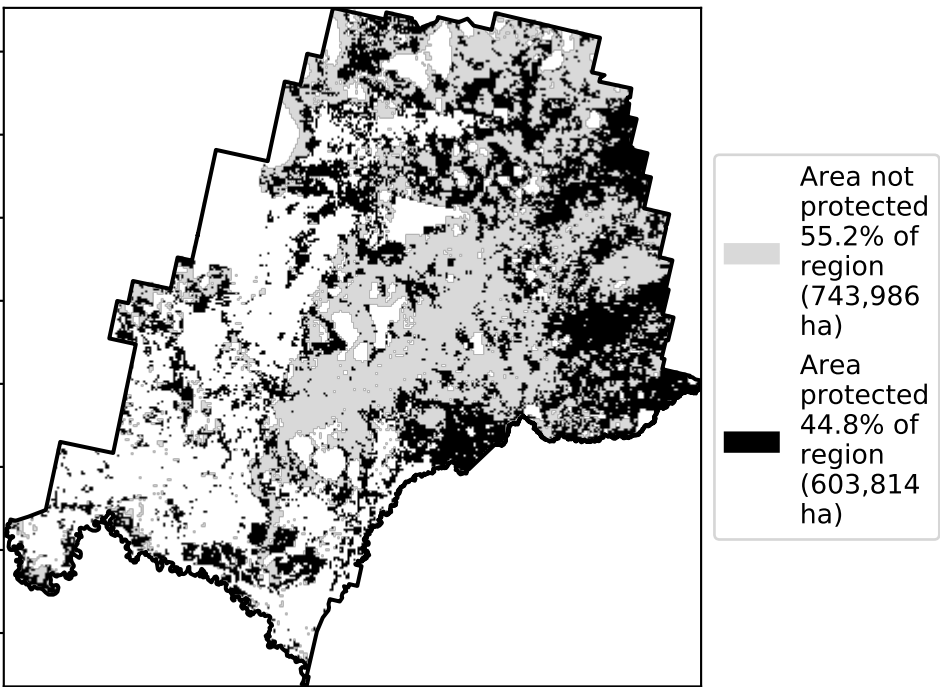 Area not
protected
55.2% of
region
(743,986
ha)
Area
protected
44.8% of
region
(603,814
ha)